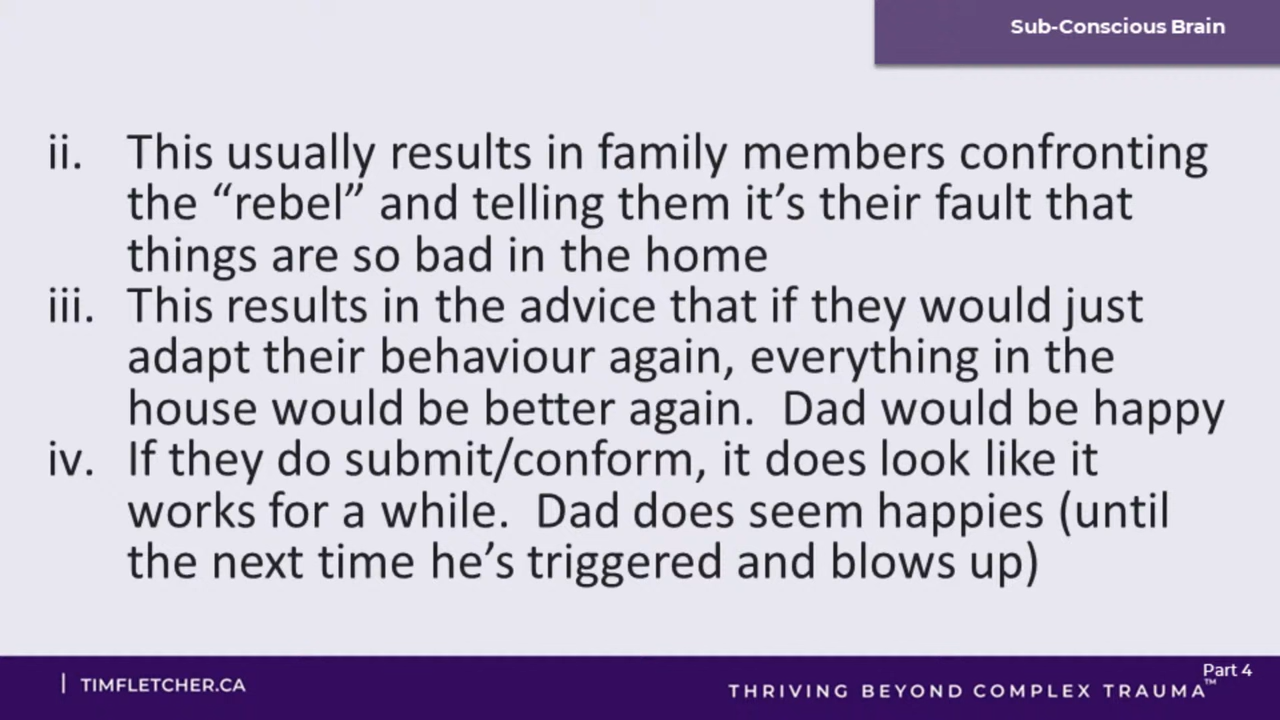 Sub-Conscious Brain
ii. This usually results in family members confronting
the “rebel” and telling them it’s their fault that
things are so bad in the home
iii. This results in the advice that if they would just
adapt their behaviour again, everything in the
house would be better again.  Dad would be happy
iv. If they do submit/conform, it does look like it
works for a while.  Dad does seem happies (until
the next time he’s triggered and blows up)
| TIMFLETCHER.CA
Part 4
THRIVING BEYOND COMPLEX TRAUMA™